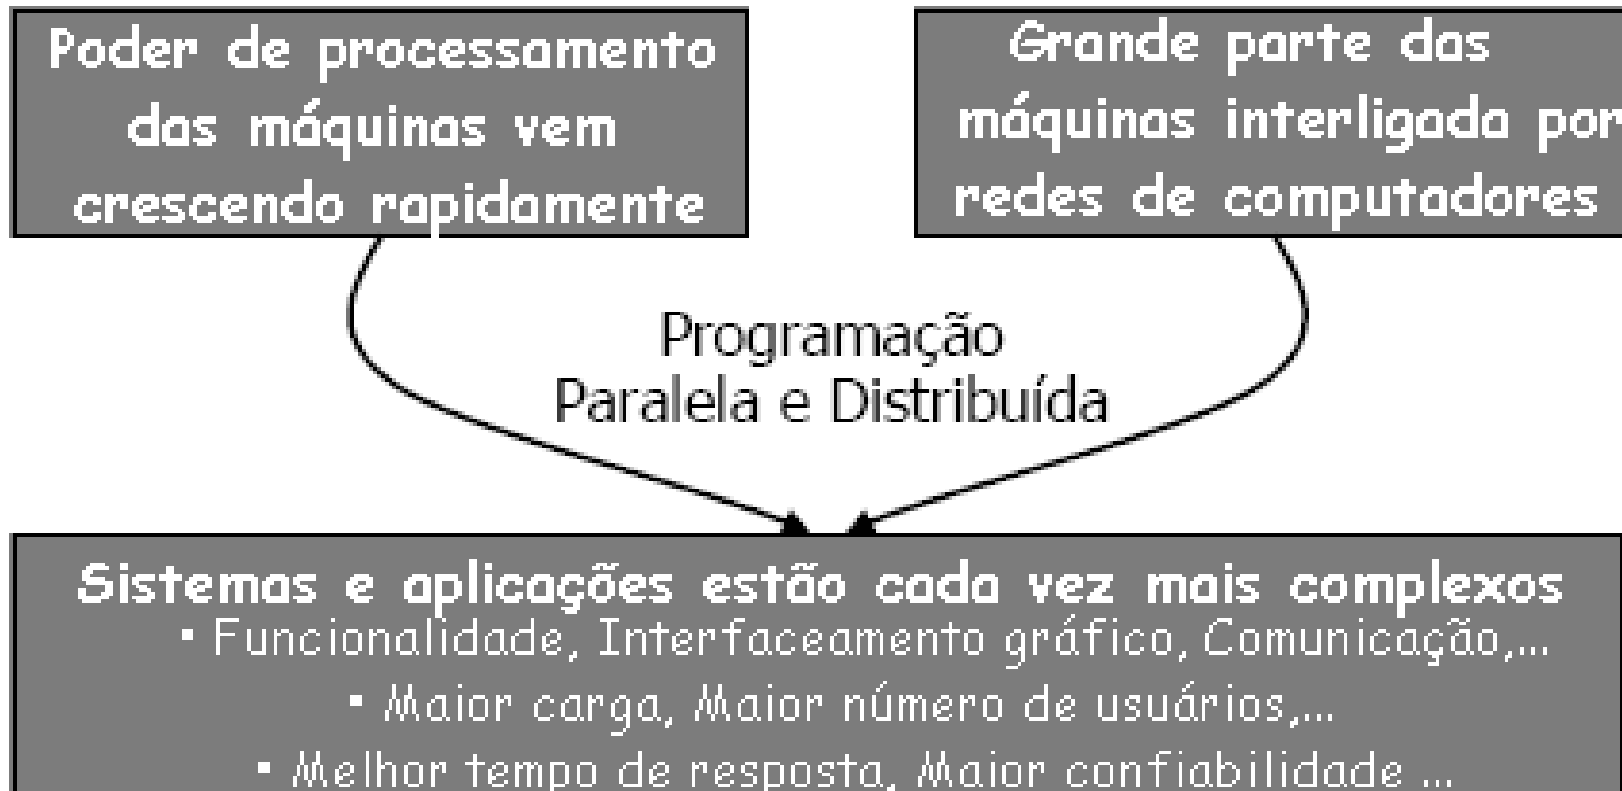 Poder de processamento
das máquinas vem
crescendo rapidamente
Grande parte das
máquinas interligada por
redes de computadores
Programação
Paralela e Distribuída
Sistemas e aplicações estão cada vez mais complexos
▪ Funcionalidade, Interfaceamento gráfico, Comunicação,...
▪ Maior carga, Maior número de usuários,...
▪ Melhor tempo de resposta, Maior confiabilidade ...